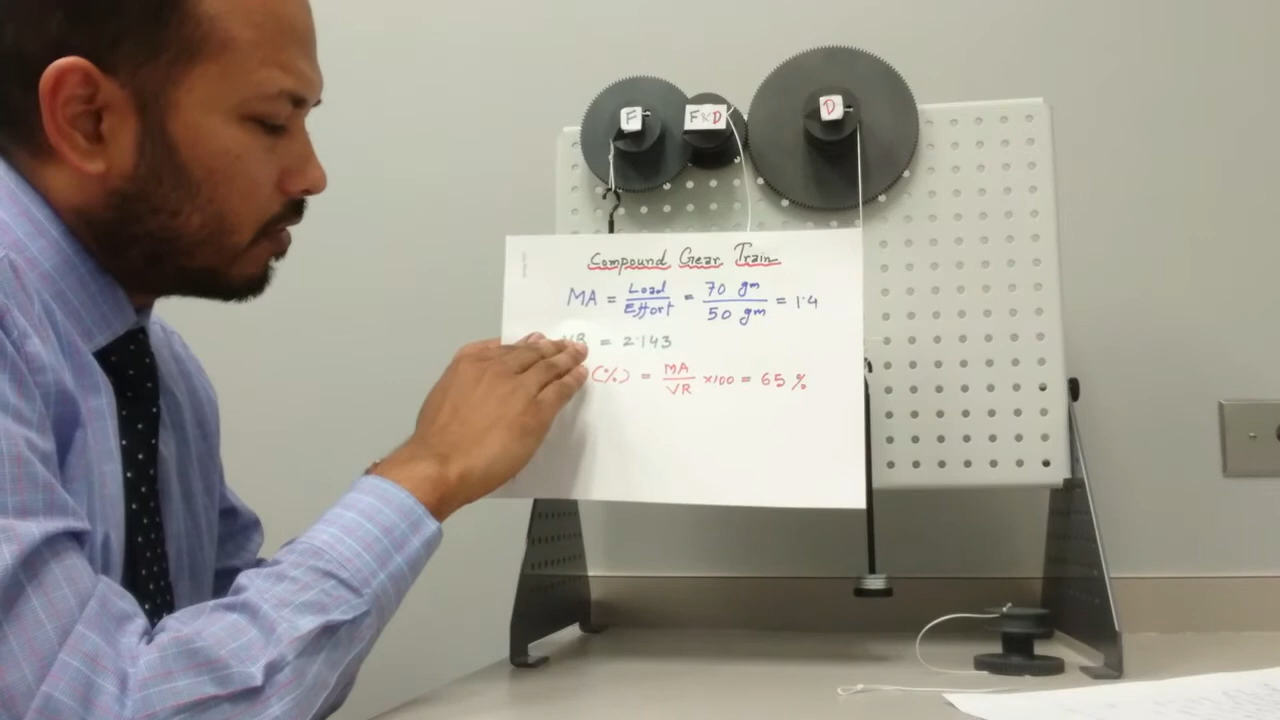 F
F&D
D
Compound Gear Train
MA = Load/Effort = 70 gm/50 gm = 1.4
VR = 2.143
(%) = MA/VR ×100 = 65 %